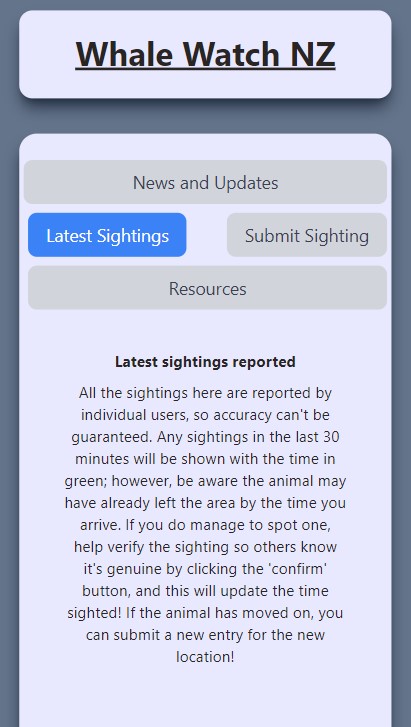 Whale Watch NZ
News and Updates
Latest Sightings
Submit Sighting
Resources
Latest sightings reported
All the sightings here are reported by
individual users, so accuracy can't be
guaranteed. Any sightings in the last 30
minutes will be shown with the time in
green; however, be aware the animal may
have already left the area by the time you
arrive. If you do manage to spot one,
help verify the sighting so others know
it's genuine by clicking the 'confirm'
button, and this will update the time
sighted! If the animal has moved on, you
can submit a new entry for the new
location!